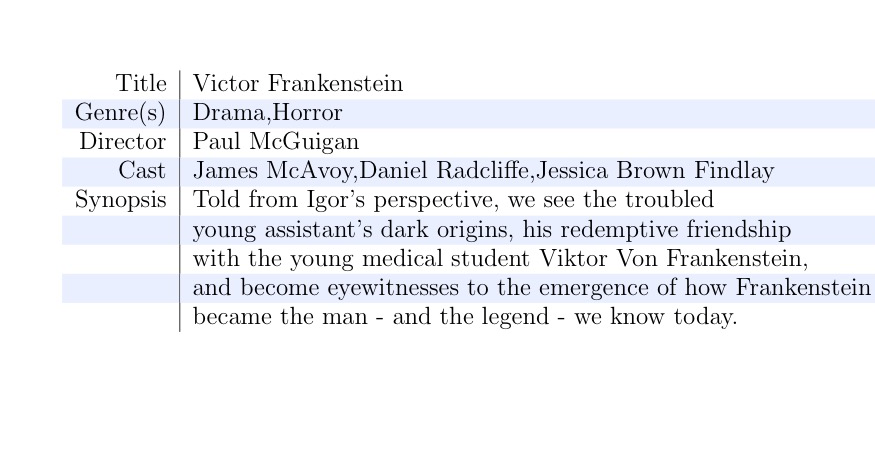 Title Victor Frankenstein
Genre(s) Drama,Horror
Director Paul McGuigan
Cast James McAvoy,Daniel Radcliffe,Jessica Brown Findlay
Synopsis Told from Igor's perspective, we see the troubled
young assistant's dark origins, his redemptive friendship
with the young medical student Viktor Von Frankenstein,
and become eyewitnesses to the emergence of how Frankenstein
became the man - and the legend - we know today.